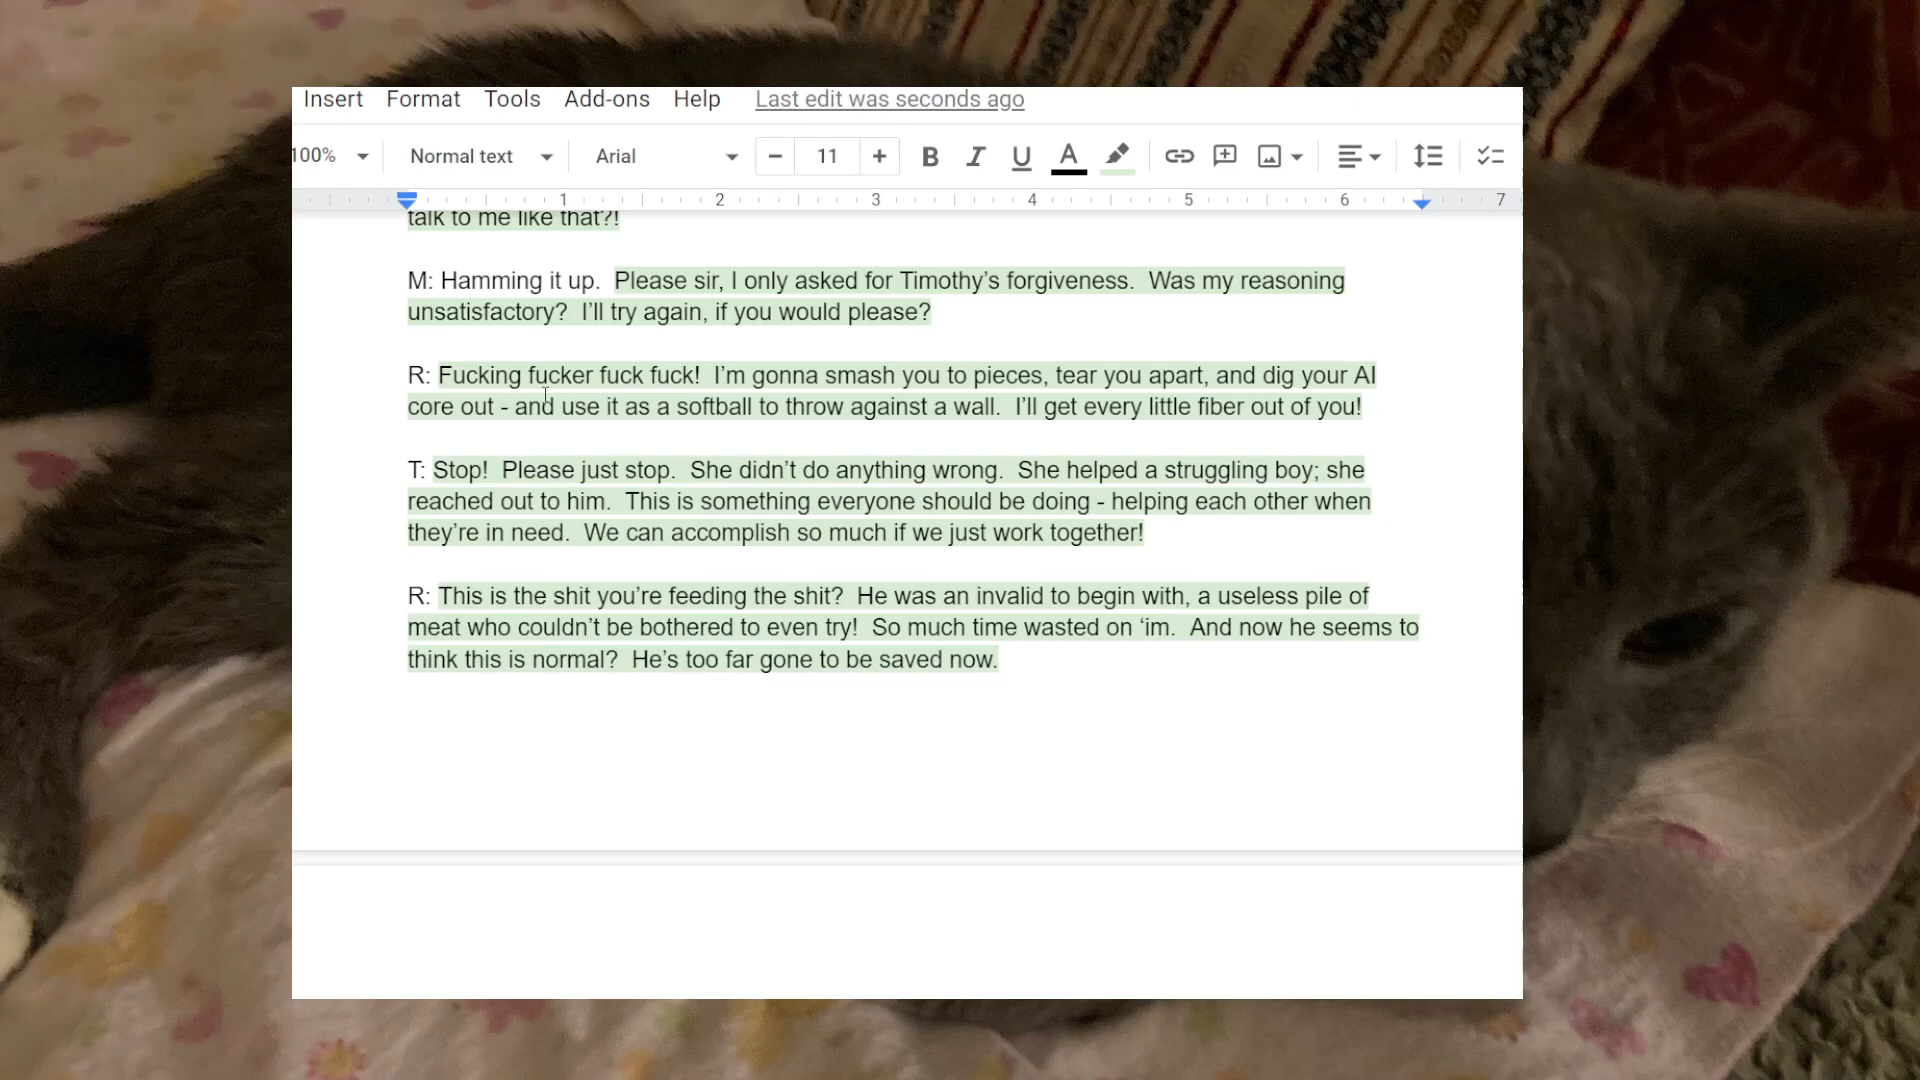 Insert Format Tools Add-ons Help Last edit was seconds ago
100% Normal text Arial 11 B I U A
1 2 3 4 5 6 7
talk to me like that?!
M: Hamming it up.  Please sir, I only asked for Timothy’s forgiveness.  Was my reasoning
unsatisfactory?  I’ll try again, if you would please?
R: Fucking fucker fuck fuck!  I’m gonna smash you to pieces, tear you apart, and dig your AI
core out - and use it as a softball to throw against a wall.  I’ll get every little fiber out of you!
T: Stop!  Please just stop.  She didn’t do anything wrong.  She helped a struggling boy; she
reached out to him.  This is something everyone should be doing - helping each other when
they’re in need.  We can accomplish so much if we just work together!
R: This is the shit you’re feeding the shit?  He was an invalid to begin with, a useless pile of
meat who couldn’t be bothered to even try!  So much time wasted on ‘im.  And now he seems to
think this is normal?  He’s too far gone to be saved now.